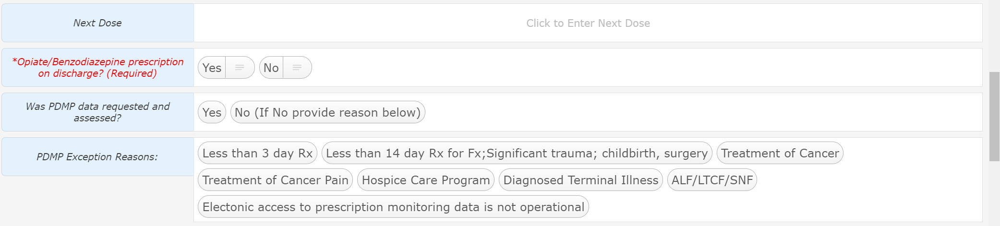 Next Dose
Click to Enter Next Dose
*Opiate/Benzodiazepine prescription
on discharge? (Required)
Yes
No
Was PDMP data requested and
assessed?
Yes
No (If No provide reason below)
PDMP Exception Reasons:
Less than 3 day Rx
Less than 14 day Rx for Fx;Significant trauma; childbirth, surgery
Treatment of Cancer
Treatment of Cancer Pain
Hospice Care Program
Diagnosed Terminal Illness
ALF/LTCF/SNF
Electonic access to prescription monitoring data is not operational